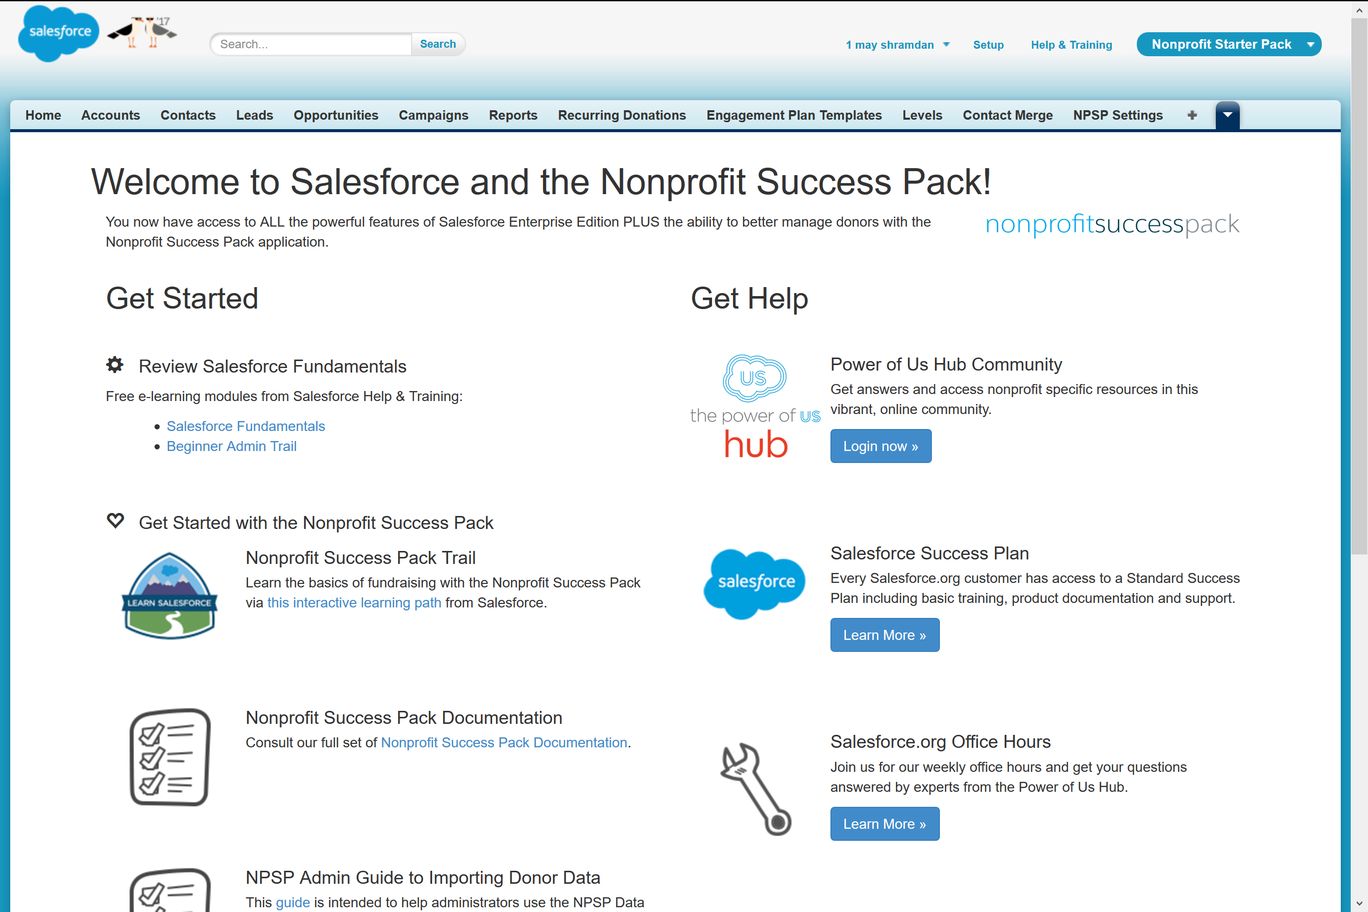 salesforce
'17
Search...
Search
1 may shramdan
Setup
Help & Training
Nonprofit Starter Pack
Home
Accounts
Contacts
Leads
Opportunities
Campaigns
Reports
Recurring Donations
Engagement Plan Templates
Levels
Contact Merge
NPSP Settings
+
Welcome to Salesforce and the Nonprofit Success Pack!
You now have access to ALL the powerful features of Salesforce Enterprise Edition PLUS the ability to better manage donors with the
Nonprofit Success Pack application.
nonprofitsuccesspack
Get Started
Review Salesforce Fundamentals
Free e-learning modules from Salesforce Help & Training:
• Salesforce Fundamentals
• Beginner Admin Trail
Get Started with the Nonprofit Success Pack
LEARN SALESFORCE
Nonprofit Success Pack Trail
Learn the basics of fundraising with the Nonprofit Success Pack
via this interactive learning path from Salesforce.
Nonprofit Success Pack Documentation
Consult our full set of Nonprofit Success Pack Documentation.
NPSP Admin Guide to Importing Donor Data
This guide is intended to help administrators use the NPSP Data
Get Help
US
the power of us
hub
Power of Us Hub Community
Get answers and access nonprofit specific resources in this
vibrant, online community.
Login now »
salesforce
Salesforce Success Plan
Every Salesforce.org customer has access to a Standard Success
Plan including basic training, product documentation and support.
Learn More »
Salesforce.org Office Hours
Join us for our weekly office hours and get your questions
answered by experts from the Power of Us Hub.
Learn More »